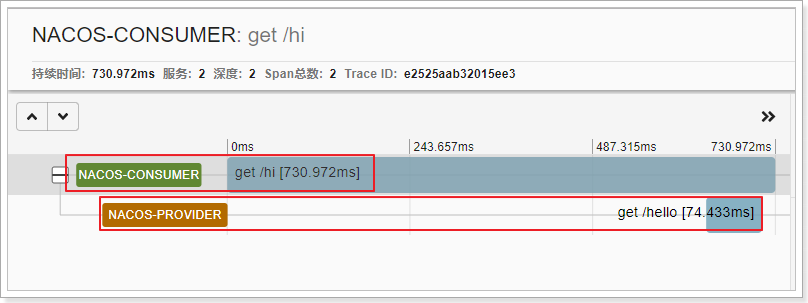 NACOS-CONSUMER: get /hi
持续时间: 730.972ms 服务: 2 深度: 2 Span总数: 2 Trace ID: e2525aab32015ee3
0ms 243.657ms 487.315ms 730.972ms
NACOS-CONSUMER get /hi [730.972ms]
NACOS-PROVIDER get /hello [74.433ms]